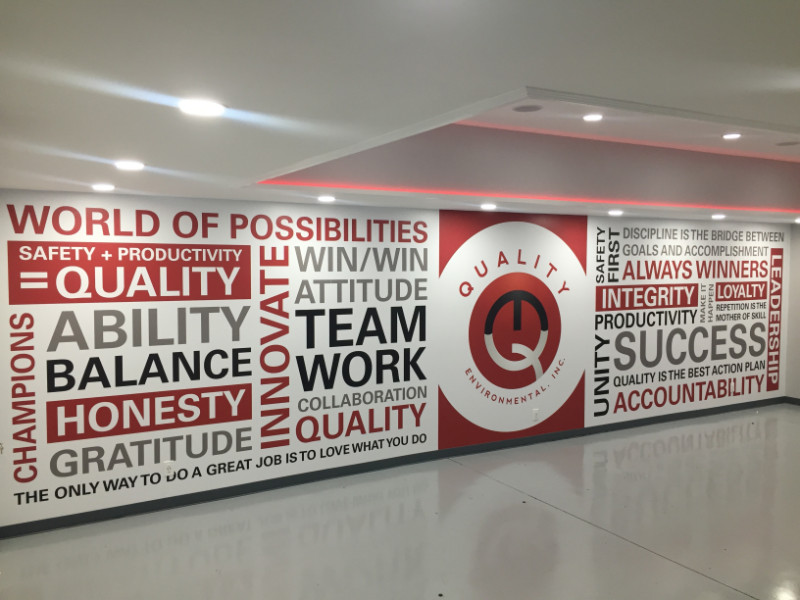 WORLD OF POSSIBILITIES
SAFETY + PRODUCTIVITY
= QUALITY
CHAMPIONS
ABILITY
BALANCE
HONESTY
GRATITUDE
INNOVATE
WIN/WIN
ATTITUDE
TEAM
WORK
COLLABORATION
QUALITY
THE ONLY WAY TO DO A GREAT JOB IS TO LOVE WHAT YOU DO
QUALITY
EQ
ENVIRONMENTAL, INC.
SAFETY
FIRST
DISCIPLINE IS THE BRIDGE BETWEEN
GOALS AND ACCOMPLISHMENT
ALWAYS WINNERS
INTEGRITY
MAKE IT
HAPPEN
LOYALTY
REPETITION IS THE
MOTHER OF SKILL
PRODUCTIVITY
LEADERSHIP
UNITY
SUCCESS
QUALITY IS THE BEST ACTION PLAN
ACCOUNTABILITY